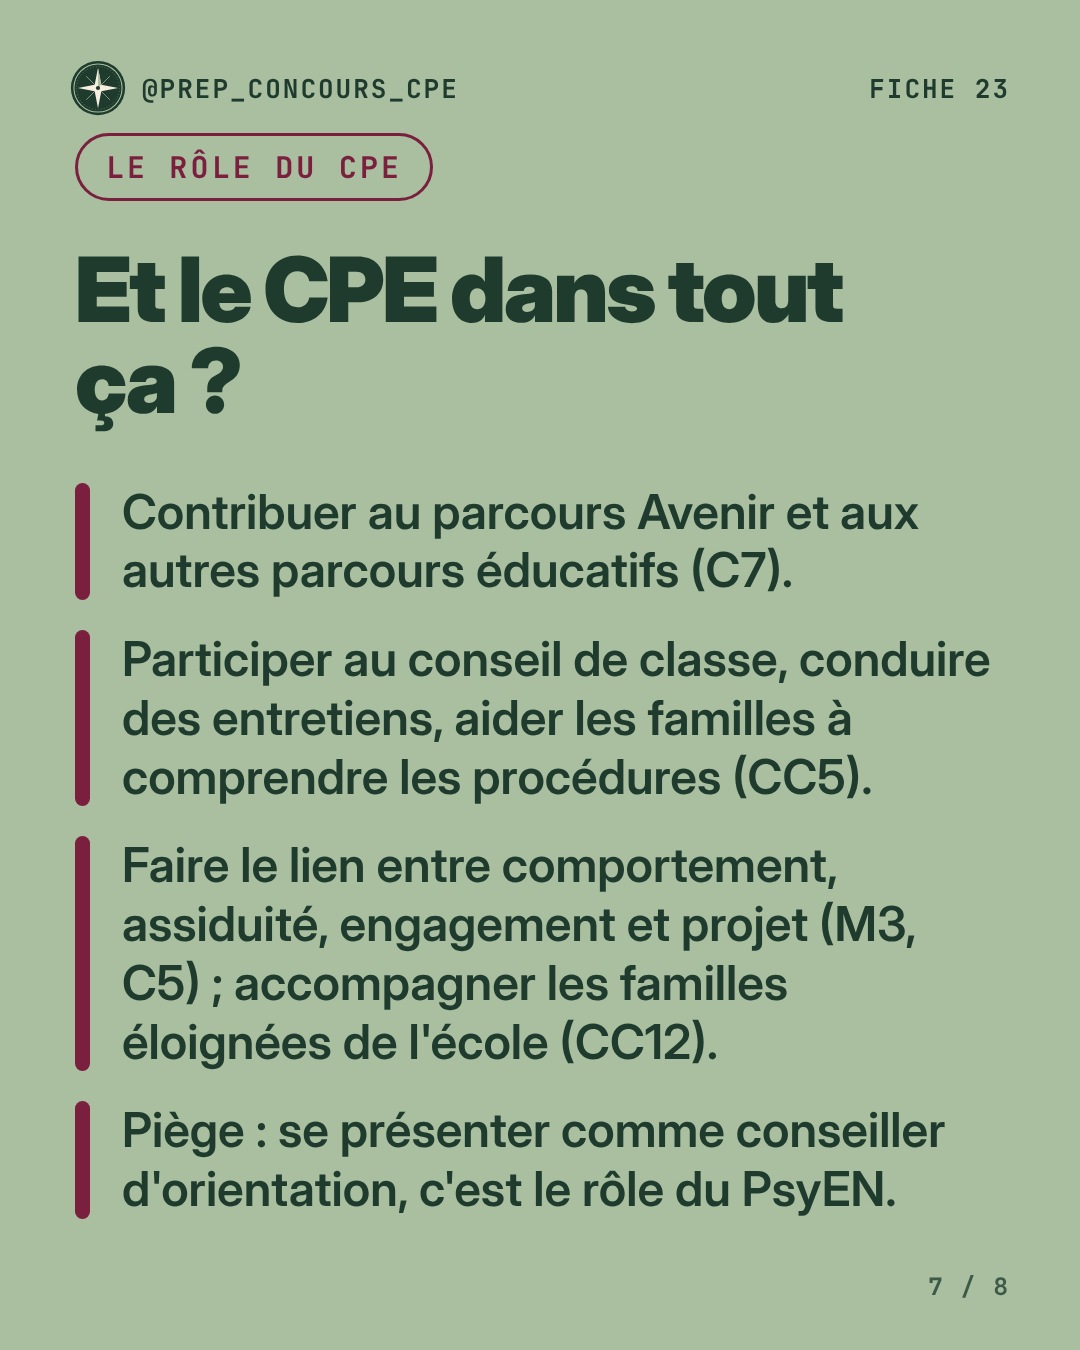 @PREP_CONCOURS_CPE
FICHE 23
LE RÔLE DU CPE
Et le CPE dans tout
ça ?
Contribuer au parcours Avenir et aux
autres parcours éducatifs (C7).
Participer au conseil de classe, conduire
des entretiens, aider les familles à
comprendre les procédures (CC5).
Faire le lien entre comportement,
assiduité, engagement et projet (M3,
C5) ; accompagner les familles
éloignées de l'école (CC12).
Piège : se présenter comme conseiller
d'orientation, c'est le rôle du PsyEN.
7 / 8